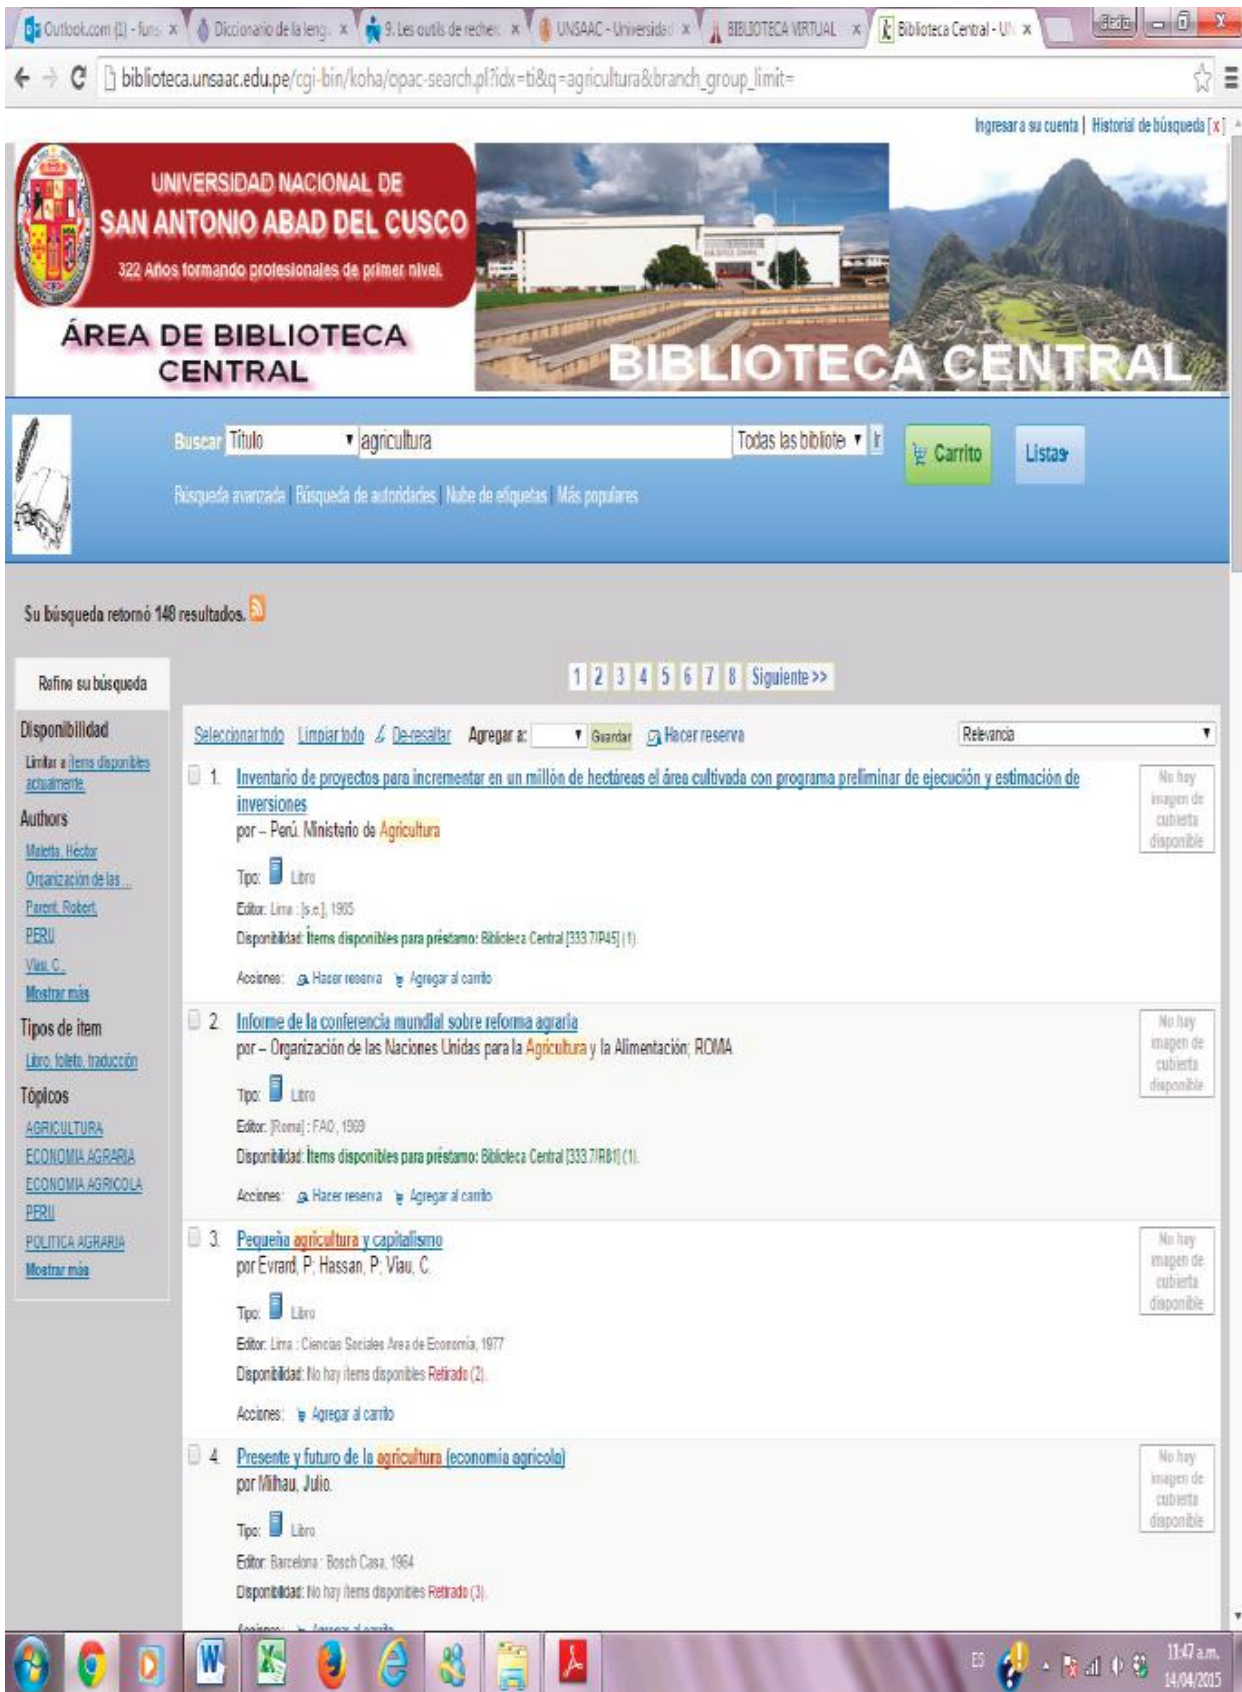 Outlook.com (1) - funs
Diccionario de la leng
9. Les outils de recher
UNSAAC - Universidad
BIBLIOTECA VIRTUAL
Biblioteca Central - UN
biblioteca.unsaac.edu.pe/cgi-bin/koha/opac-search.pl?idx=ti&q=agricultura&branch_group_limit=
Ingresar a su cuenta | Historial de búsqueda [x]
UNIVERSIDAD NACIONAL DE
SAN ANTONIO ABAD DEL CUSCO
322 Años formando profesionales de primer nivel.
ÁREA DE BIBLIOTECA
CENTRAL
BIBLIOTECA CENTRAL
Buscar Título agricultura Todas las bibliote Ir Carrito Listas
Búsqueda avanzada | Búsqueda de autoridades | Nube de etiquetas | Más populares
Su búsqueda retornó 148 resultados.
Refine su búsqueda
Disponibilidad
Limitar a ítems disponibles
actualmente.
Authors
Maletta, Héctor
Organización de las ...
Parent, Robert,
PERU
Viau, C.,
Mostrar más
Tipos de ítem
Libro, folleto, traducción
Tópicos
AGRICULTURA
ECONOMIA AGRARIA
ECONOMIA AGRICOLA
PERU
POLITICA AGRARIA
Mostrar más
1 2 3 4 5 6 7 8 Siguiente >>
Seleccionar todo Limpiar todo De-resaltar Agregar a: Guardar Hacer reserva Relevancia
1. Inventario de proyectos para incrementar en un millón de hectáreas el área cultivada con programa preliminar de ejecución y estimación de
inversiones
por – Perú. Ministerio de Agricultura
Tipo: Libro
Editor: Lima : [s.e.], 1965
Disponibilidad: Ítems disponibles para préstamo: Biblioteca Central [333.7/P45] (1).
Acciones: Hacer reserva Agregar al carrito
No hay
imagen de
cubierta
disponible
2. Informe de la conferencia mundial sobre reforma agraria
por – Organización de las Naciones Unidas para la Agricultura y la Alimentación; ROMA
Tipo: Libro
Editor: [Roma] : FAO, 1969
Disponibilidad: Ítems disponibles para préstamo: Biblioteca Central [333.7/R81] (1).
Acciones: Hacer reserva Agregar al carrito
No hay
imagen de
cubierta
disponible
3. Pequeña agricultura y capitalismo
por Evrard, P; Hassan, P; Viau, C.
Tipo: Libro
Editor: Lima : Ciencias Sociales Area de Economía, 1977
Disponibilidad: No hay ítems disponibles Retirado (2).
Acciones: Agregar al carrito
No hay
imagen de
cubierta
disponible
4. Presente y futuro de la agricultura (economía agrícola)
por Milhau, Julio.
Tipo: Libro
Editor: Barcelona : Bosch Casa, 1964
Disponibilidad: No hay ítems disponibles Retirado (3).
Acciones: Agregar al carrito
No hay
imagen de
cubierta
disponible
ES
11:47 a.m.
14/04/2015